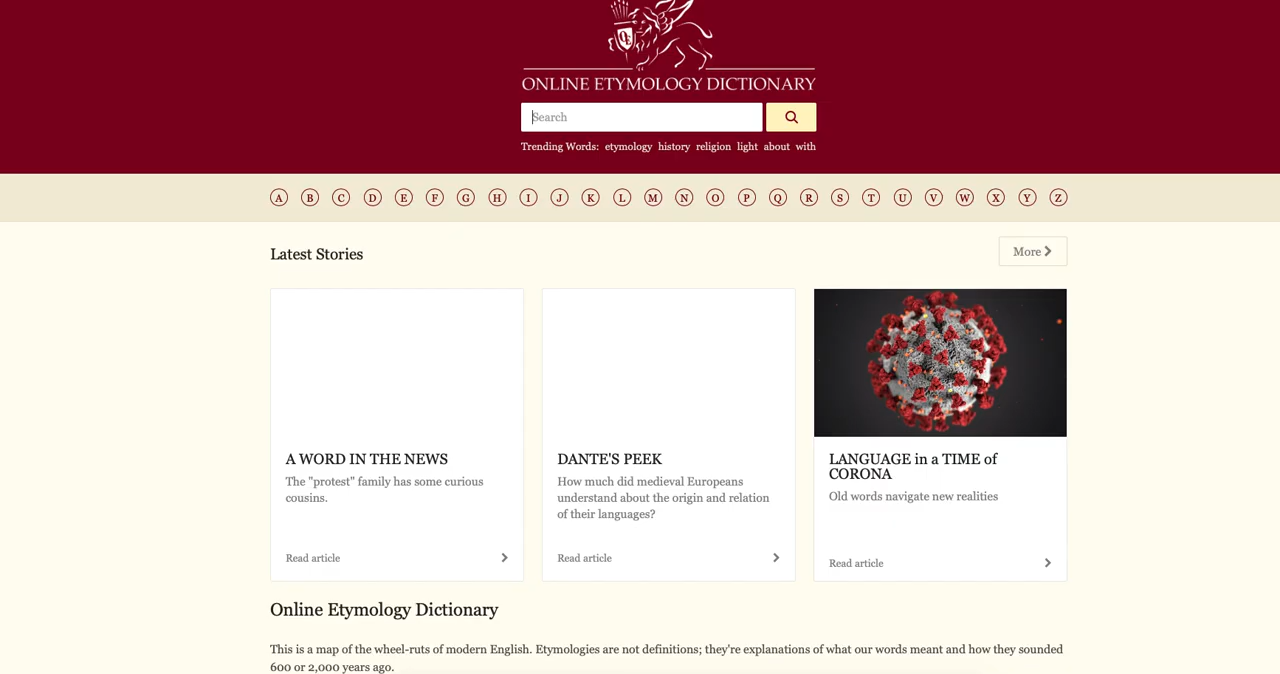 ONLINE ETYMOLOGY DICTIONARY
Search
Trending Words: etymology history religion light about with
A B C D E F G H I J K L M N O P Q R S T U V W X Y Z
Latest Stories
More
A WORD IN THE NEWS
The "protest" family has some curious
cousins.
Read article
DANTE'S PEEK
How much did medieval Europeans
understand about the origin and relation
of their languages?
Read article
LANGUAGE in a TIME of
CORONA
Old words navigate new realities
Read article
Online Etymology Dictionary
This is a map of the wheel-ruts of modern English. Etymologies are not definitions; they're explanations of what our words meant and how they sounded
600 or 2,000 years ago.